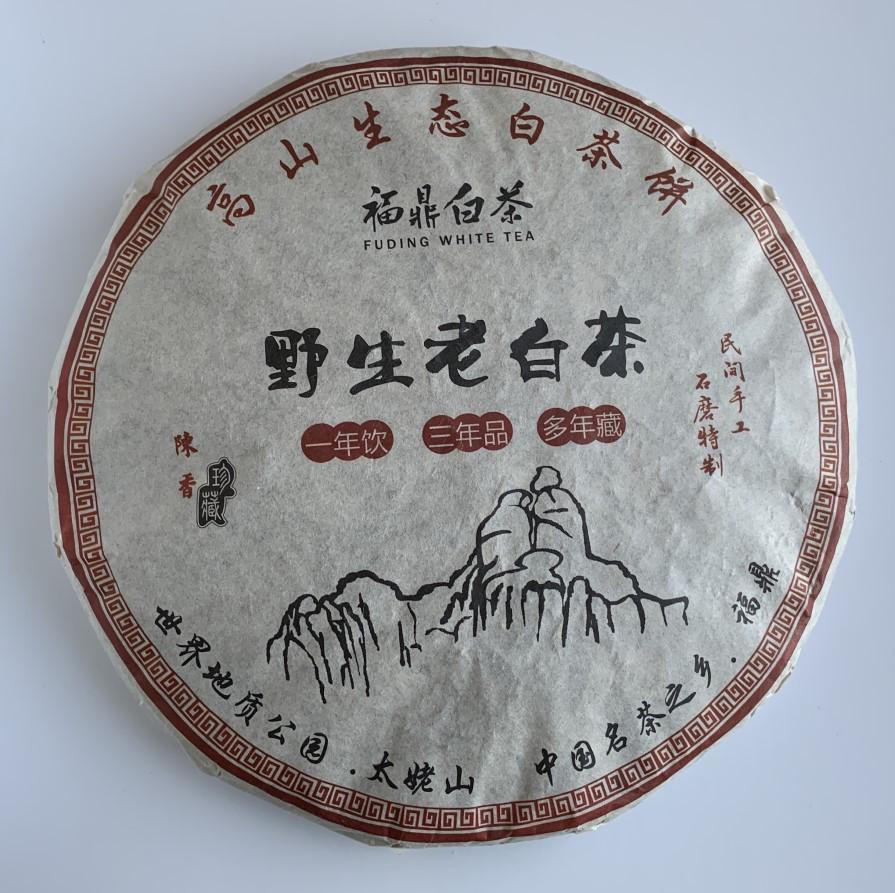 高山生态白茶饼
福鼎白茶
FUDING WHITE TEA
野生老白茶
一年饮 三年品 多年藏
民间手工
石磨特制
陳香
珍藏
世界地质公园·太姥山
中国名茶之乡·福鼎